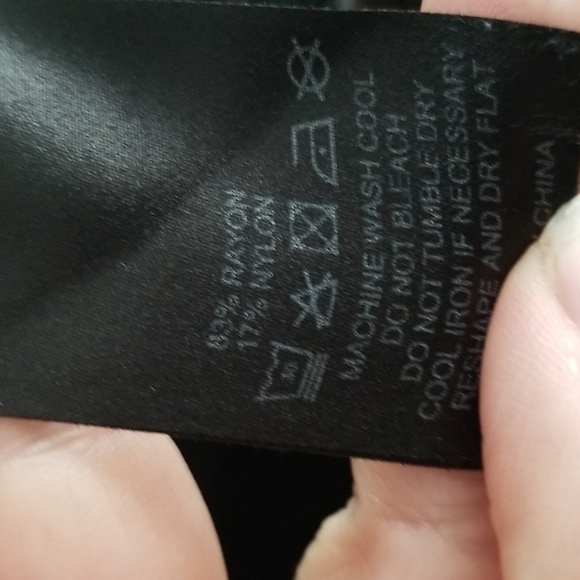 83% RAYON
17% NYLON
MACHINE WASH COOL
DO NOT BLEACH
DO NOT TUMBLE DRY
COOL IRON IF NECESSARY
RESHAPE AND DRY FLAT
CHINA